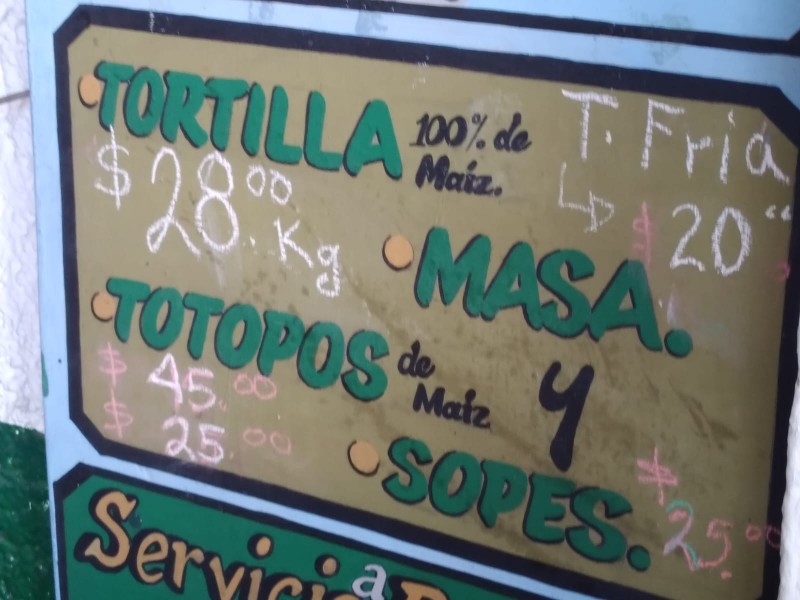 TORTILLA 100% de Maíz.
$28.00 Kg
T. Fria
↳ $20
MASA.
TOTOPOS de Maíz
$45.00
$25.00
y
SOPES.
$25.00
Servicio a